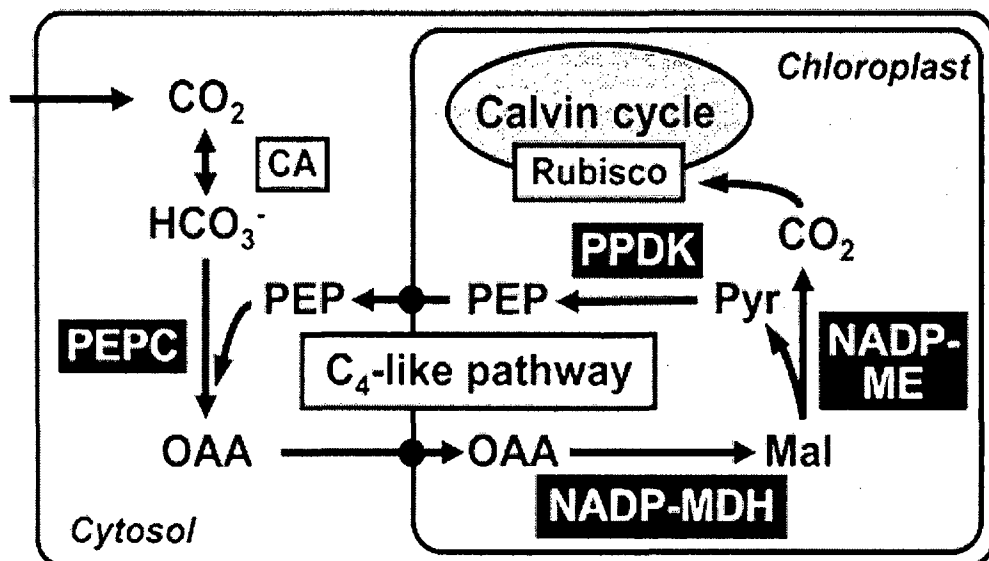 Chloroplast
Calvin cycle
Rubisco
CO₂
CA
HCO₃⁻
CO₂
PPDK
PEP
PEP
Pyr
PEPC
NADP-
ME
C₄-like pathway
OAA
OAA
Mal
NADP-MDH
Cytosol